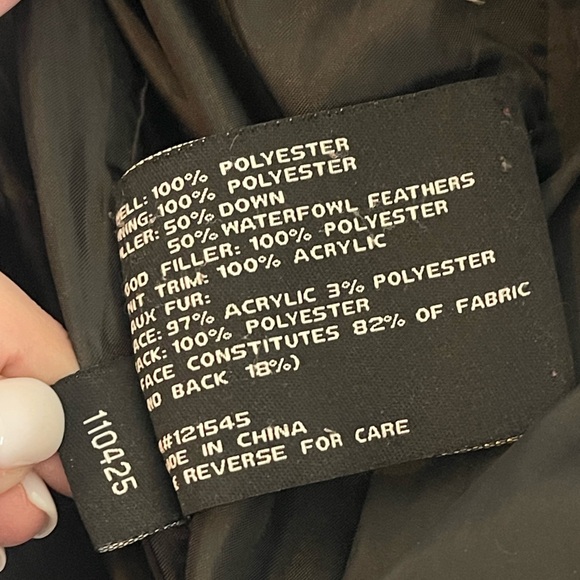 ELL: 100% POLYESTER
NING: 100% POLYESTER
LLER: 50% DOWN
50% WATERFOWL FEATHERS
OOD FILLER: 100% POLYESTER
NIT TRIM: 100% ACRYLIC
AUX FUR:
ACE: 97% ACRYLIC 3% POLYESTER
ACK: 100% POLYESTER
FACE CONSTITUTES 82% OF FABRIC
ND BACK 18%)
#121545
DE IN CHINA
E REVERSE FOR CARE
110425